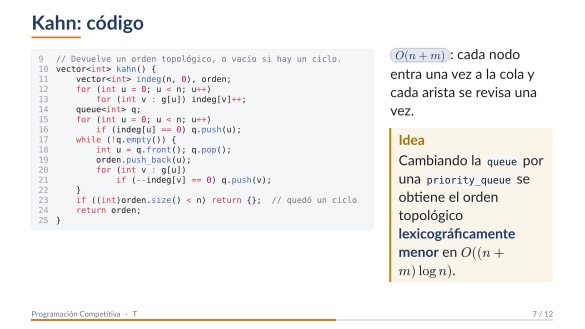 Kahn: código
9 // Devuelve un orden topológico, o vacío si hay un ciclo.
10 vector<int> kahn() {
11     vector<int> indeg(n, 0), orden;
12     for (int u = 0; u < n; u++)
13         for (int v : g[u]) indeg[v]++;
14     queue<int> q;
15     for (int u = 0; u < n; u++)
16         if (indeg[u] == 0) q.push(u);
17     while (!q.empty()) {
18         int u = q.front(); q.pop();
19         orden.push_back(u);
20         for (int v : g[u])
21             if (--indeg[v] == 0) q.push(v);
22     }
23     if ((int)orden.size() < n) return {};  // quedó un ciclo
24     return orden;
25 }
O(n + m): cada nodo
entra una vez a la cola y
cada arista se revisa una
vez.
Idea
Cambiando la queue por
una priority_queue se
obtiene el orden
topológico
lexicográficamente
menor en O((n +
m) log n).
Programación Competitiva · T
7 / 12